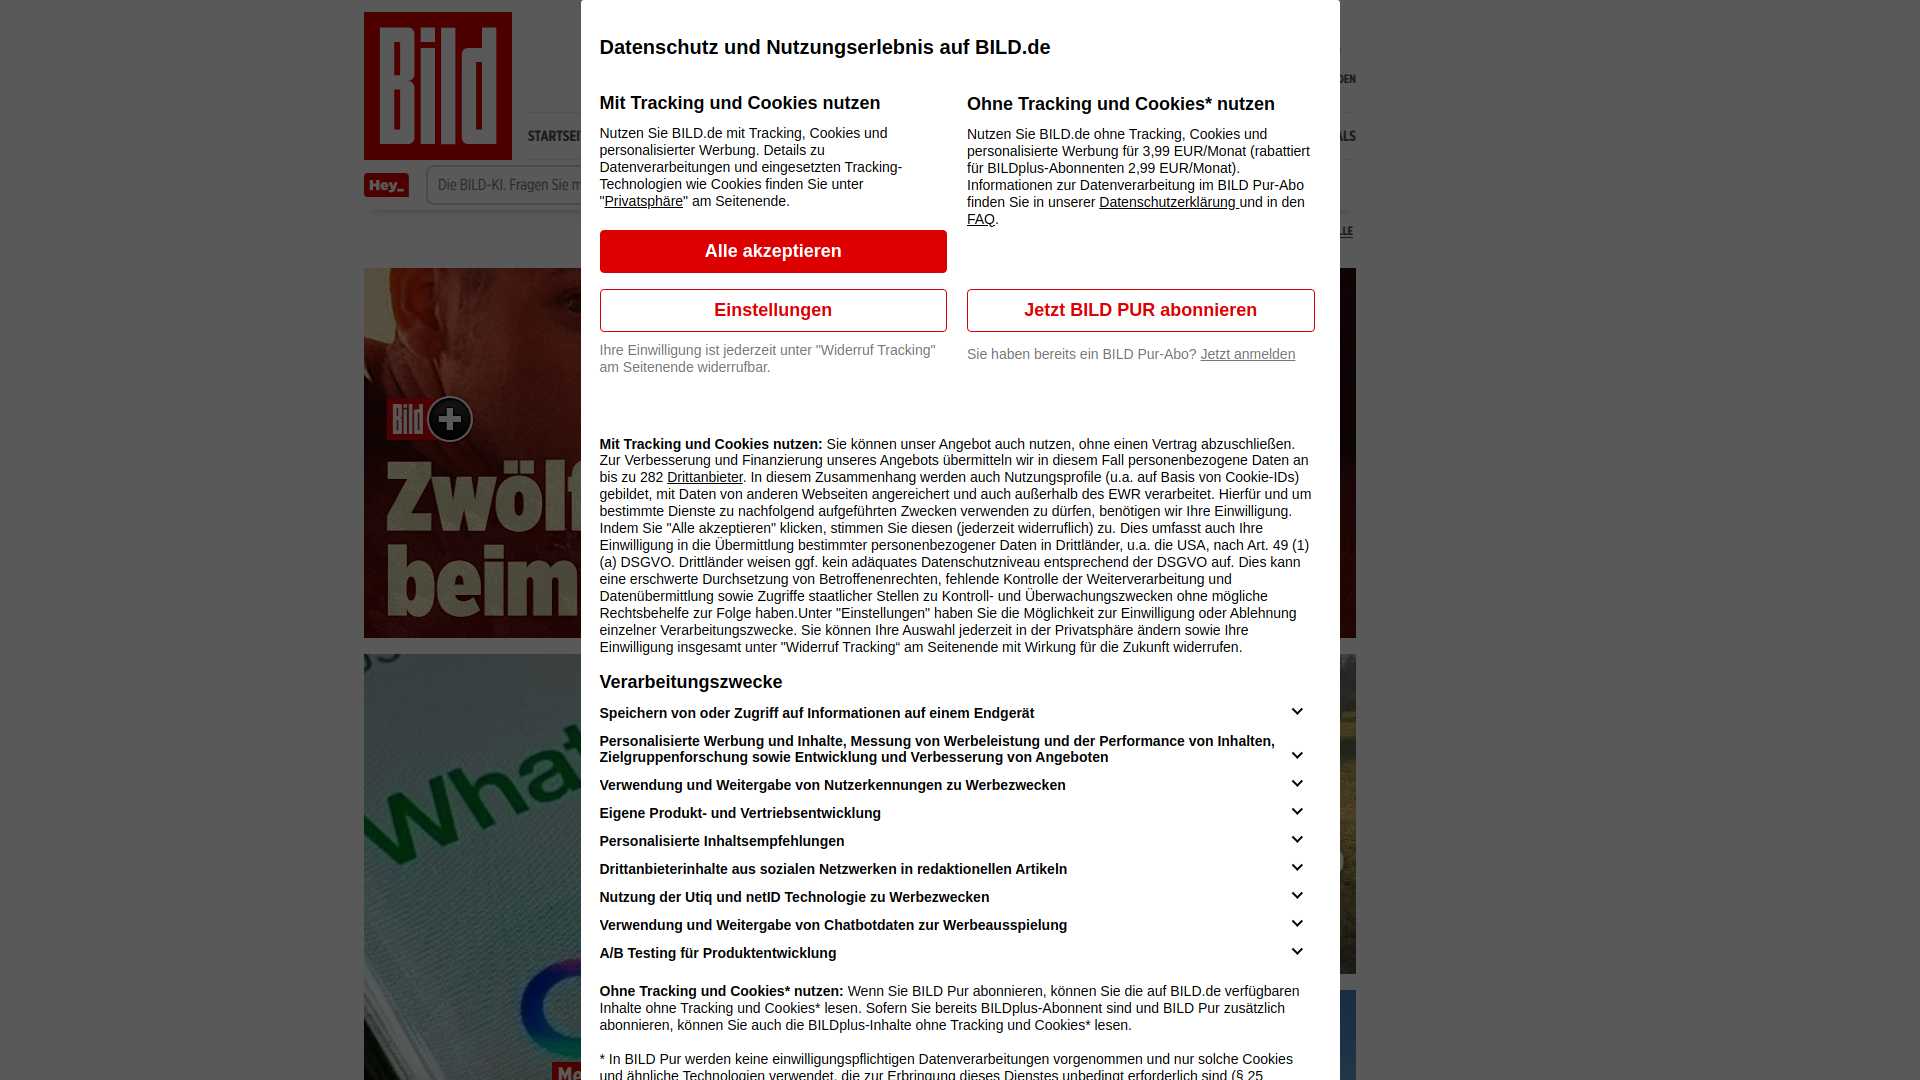 Bild
Datenschutz und Nutzungserlebnis auf BILD.de
Mit Tracking und Cookies nutzen
Nutzen Sie BILD.de mit Tracking, Cookies und
personalisierter Werbung. Details zu
Datenverarbeitungen und eingesetzten Tracking-
Technologien wie Cookies finden Sie unter
"Privatsphäre" am Seitenende.
Alle akzeptieren
Einstellungen
Ihre Einwilligung ist jederzeit unter "Widerruf Tracking"
am Seitenende widerrufbar.
Ohne Tracking und Cookies* nutzen
Nutzen Sie BILD.de ohne Tracking, Cookies und
personalisierte Werbung für 3,99 EUR/Monat (rabattiert
für BILDplus-Abonnenten 2,99 EUR/Monat).
Informationen zur Datenverarbeitung im BILD Pur-Abo
finden Sie in unserer Datenschutzerklärung und in den
FAQ.
Jetzt BILD PUR abonnieren
Sie haben bereits ein BILD Pur-Abo? Jetzt anmelden
Mit Tracking und Cookies nutzen: Sie können unser Angebot auch nutzen, ohne einen Vertrag abzuschließen.
Zur Verbesserung und Finanzierung unseres Angebots übermitteln wir in diesem Fall personenbezogene Daten an
bis zu 282 Drittanbieter. In diesem Zusammenhang werden auch Nutzungsprofile (u.a. auf Basis von Cookie-IDs)
gebildet, mit Daten von anderen Webseiten angereichert und auch außerhalb des EWR verarbeitet. Hierfür und um
bestimmte Dienste zu nachfolgend aufgeführten Zwecken verwenden zu dürfen, benötigen wir Ihre Einwilligung.
Indem Sie "Alle akzeptieren" klicken, stimmen Sie diesen (jederzeit widerruflich) zu. Dies umfasst auch Ihre
Einwilligung in die Übermittlung bestimmter personenbezogener Daten in Drittländer, u.a. die USA, nach Art. 49 (1)
(a) DSGVO. Drittländer weisen ggf. kein adäquates Datenschutzniveau entsprechend der DSGVO auf. Dies kann
eine erschwerte Durchsetzung von Betroffenenrechten, fehlende Kontrolle der Weiterverarbeitung und
Datenübermittlung sowie Zugriffe staatlicher Stellen zu Kontroll- und Überwachungszwecken ohne mögliche
Rechtsbehelfe zur Folge haben.Unter "Einstellungen" haben Sie die Möglichkeit zur Einwilligung oder Ablehnung
einzelner Verarbeitungszwecke. Sie können Ihre Auswahl jederzeit in der Privatsphäre ändern sowie Ihre
Einwilligung insgesamt unter "Widerruf Tracking“ am Seitenende mit Wirkung für die Zukunft widerrufen.
Verarbeitungszwecke
Speichern von oder Zugriff auf Informationen auf einem Endgerät
Personalisierte Werbung und Inhalte, Messung von Werbeleistung und der Performance von Inhalten,
Zielgruppenforschung sowie Entwicklung und Verbesserung von Angeboten
Verwendung und Weitergabe von Nutzerkennungen zu Werbezwecken
Eigene Produkt- und Vertriebsentwicklung
Personalisierte Inhaltsempfehlungen
Drittanbieterinhalte aus sozialen Netzwerken in redaktionellen Artikeln
Nutzung der Utiq und netID Technologie zu Werbezwecken
Verwendung und Weitergabe von Chatbotdaten zur Werbeausspielung
A/B Testing für Produktentwicklung
Ohne Tracking und Cookies* nutzen: Wenn Sie BILD Pur abonnieren, können Sie die auf BILD.de verfügbaren
Inhalte ohne Tracking und Cookies* lesen. Sofern Sie bereits BILDplus-Abonnent sind und BILD Pur zusätzlich
abonnieren, können Sie auch die BILDplus-Inhalte ohne Tracking und Cookies* lesen.
* In BILD Pur werden keine einwilligungspflichtigen Datenverarbeitungen vorgenommen und nur solche Cookies
und ähnliche Technologien verwendet, die zur Erbringung dieses Dienstes unbedingt erforderlich sind (§ 25
STARTSEI
ALS
DEN
Hey_
Die BILD-KI. Fragen Sie m
LLE
Bild +
Zwölf
beim
What
Mo